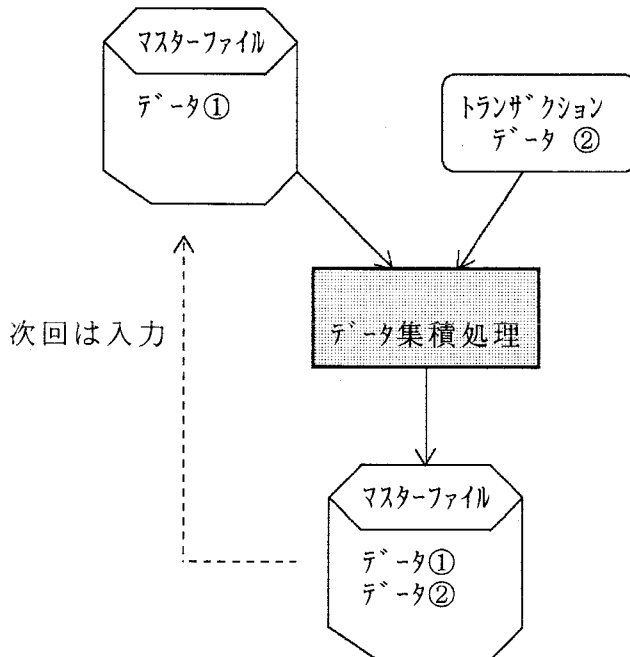 マスターファイル
データ①
トランザクション
データ ②
データ集積処理
次回は入力
マスターファイル
データ①
データ②